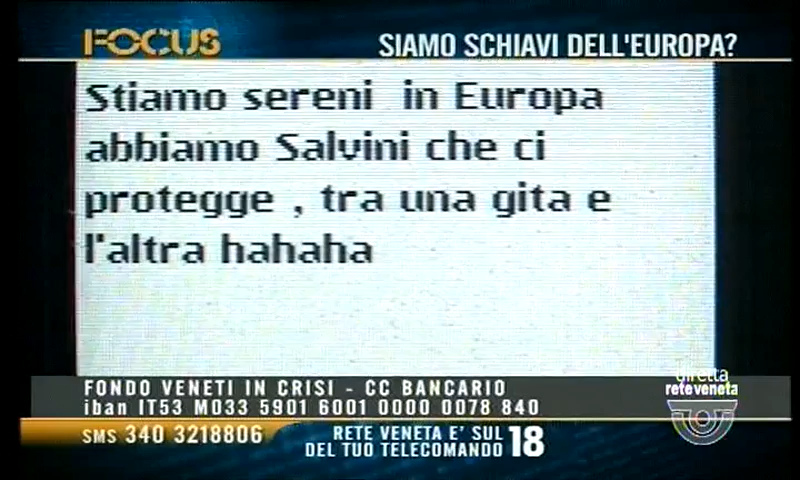 FOCUS
SIAMO SCHIAVI DELL'EUROPA?
Stiamo sereni in Europa
abbiamo Salvini che ci
protegge , tra una gita e
l'altra hahaha
diretta
reteveneta
FONDO VENETI IN CRISI - CC BANCARIO
iban IT53 M033 5901 6001 0000 0078 840
SMS 340 3218806
RETE VENETA E' SUL
DEL TUO TELECOMANDO 18